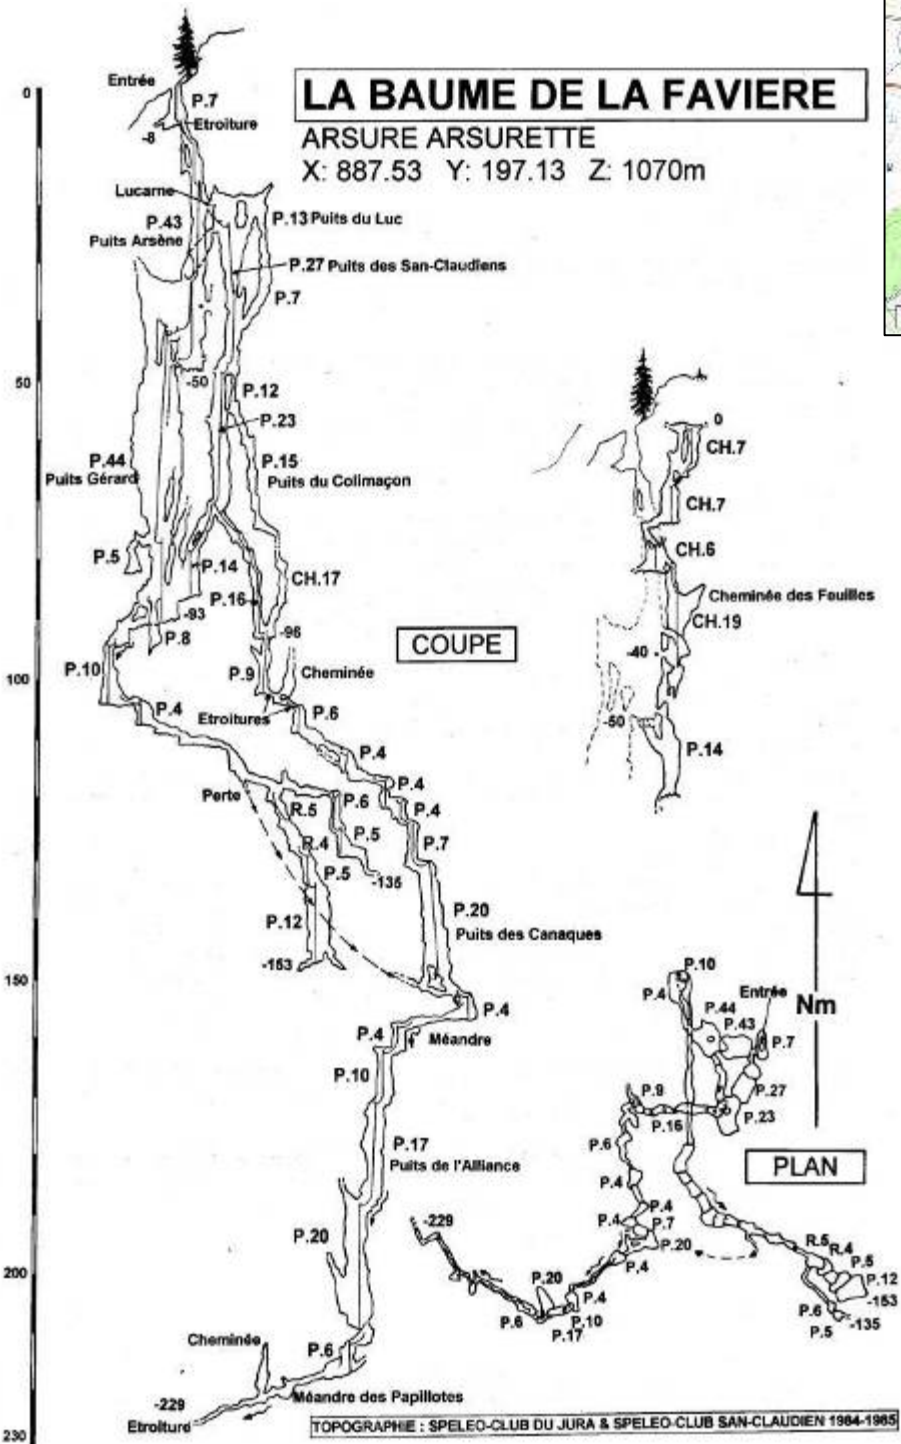 LA BAUME DE LA FAVIERE
ARSURE ARSURETTE
X: 887.53 Y: 197.13 Z: 1070m
0
Entrée
P.7
-8
Etroiture
Lucarne
P.43
Puits Arsène
P.13 Puits du Luc
P.27 Puits des San-Claudiens
P.7
50
-50
P.12
P.23
P.44
Puits Gérard
P.15
Puits du Colimaçon
P.5
P.14
CH.17
P.16
-93
P.8
-96
P.10
P.9
Cheminée
100
P.4
Etroitures
P.6
P.4
P.4
Perte
R.5
P.6
P.4
R.4
P.5
P.7
P.5
-135
P.12
P.20
Puits des Canaques
-153
150
P.4
P.4
Méandre
P.10
P.17
Puits de l'Alliance
P.20
200
Cheminée
P.6
-229
Méandre des Papillotes
Etroiture
230
COUPE
0
CH.7
CH.7
CH.6
Cheminée des Feuilles
CH.19
-40
-50
P.14
Nm
P.10
P.4
Entrée
P.44
P.43
P.7
P.9
P.27
P.16
P.23
P.6
PLAN
P.4
P.4
P.4
P.7
-229
P.20
P.4
R.5
R.4
P.5
P.20
P.4
P.12
-153
P.6
P.10
P.17
P.6
-135
P.5
TOPOGRAPHIE : SPELEO-CLUB DU JURA & SPELEO-CLUB SAN-CLAUDIEN 1984-1985